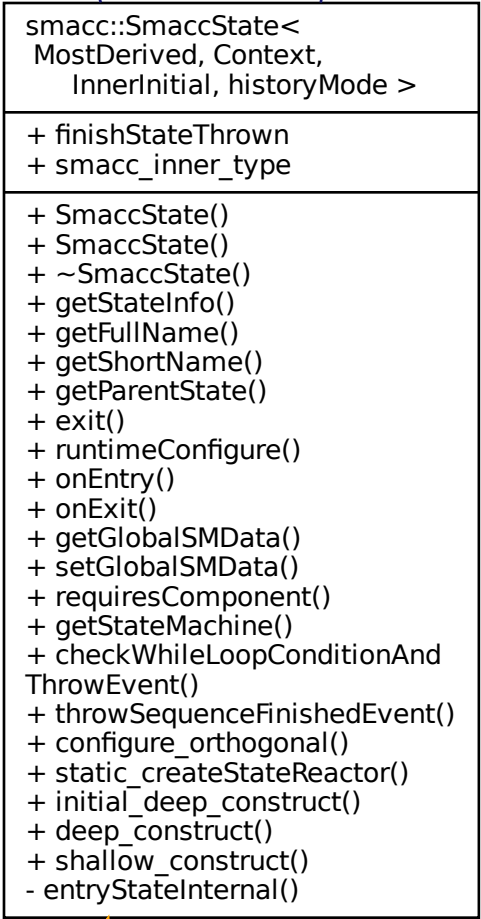 smacc::SmaccState<
MostDerived, Context,
InnerInitial, historyMode >
+ finishStateThrown
+ smacc_inner_type
+ SmaccState()
+ SmaccState()
+ ~SmaccState()
+ getStateInfo()
+ getFullName()
+ getShortName()
+ getParentState()
+ exit()
+ runtimeConfigure()
+ onEntry()
+ onExit()
+ getGlobalSMData()
+ setGlobalSMData()
+ requiresComponent()
+ getStateMachine()
+ checkWhileLoopConditionAnd
ThrowEvent()
+ throwSequenceFinishedEvent()
+ configure_orthogonal()
+ static_createStateReactor()
+ initial_deep_construct()
+ deep_construct()
+ shallow_construct()
- entryStateInternal()